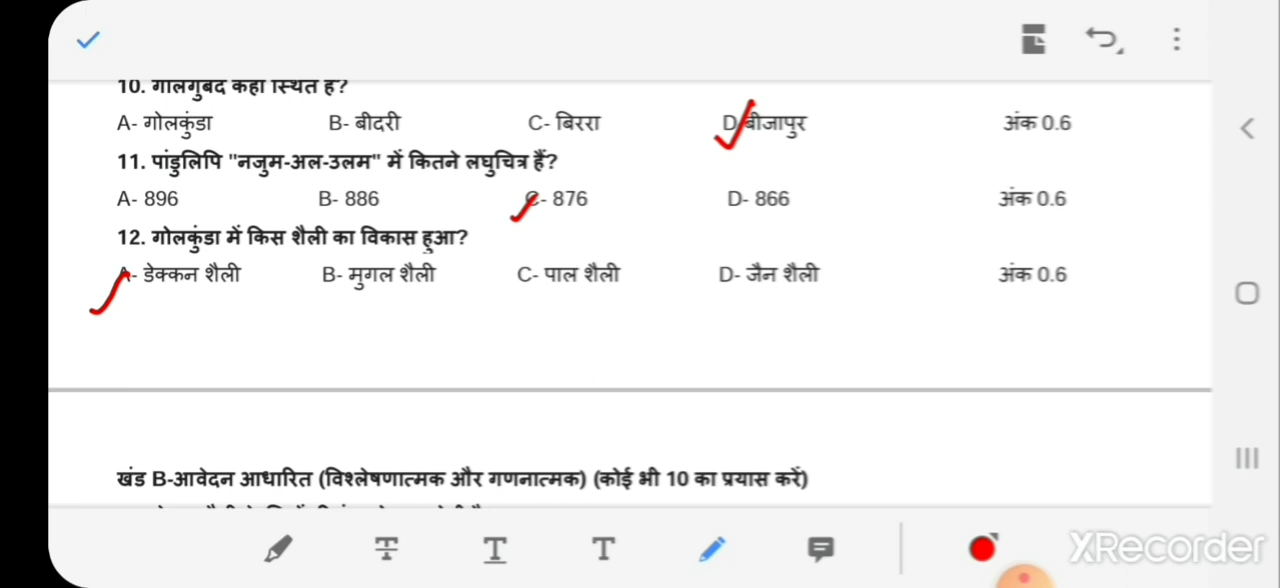 10. गोलगुंबद कहाँ स्थित है?
A- गोलकुंडा B- बीदरी C- बिररा D बीजापुर अंक 0.6
11. पांडुलिपि "नजुम-अल-उलम" में कितने लघुचित्र हैं?
A- 896 B- 886 C- 876 D- 866 अंक 0.6
12. गोलकुंडा में किस शैली का विकास हुआ?
A- डेक्कन शैली B- मुगल शैली C- पाल शैली D- जैन शैली अंक 0.6
खंड B-आवेदन आधारित (विश्लेषणात्मक और गणनात्मक) (कोई भी 10 का प्रयास करें)
T T T
XRecorder